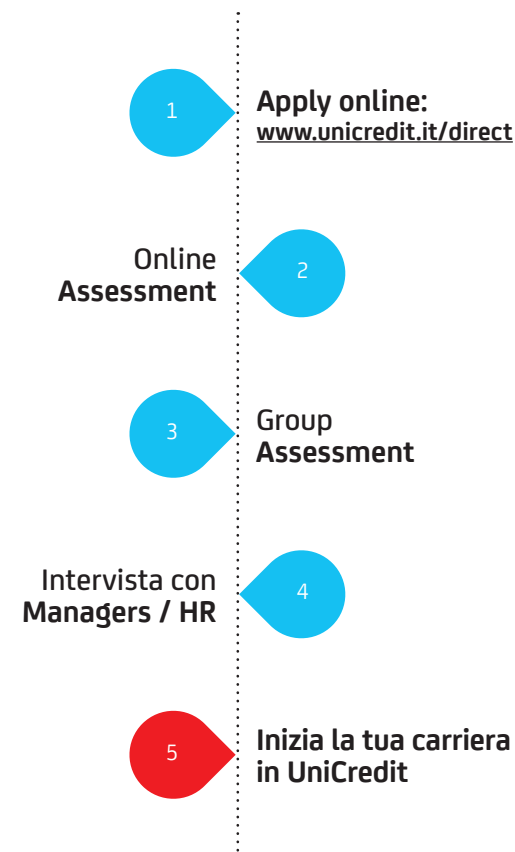 1
Apply online:
www.unicredit.it/direct
Online
Assessment
2
3
Group
Assessment
Intervista con
Managers / HR
4
5
Inizia la tua carriera
in UniCredit